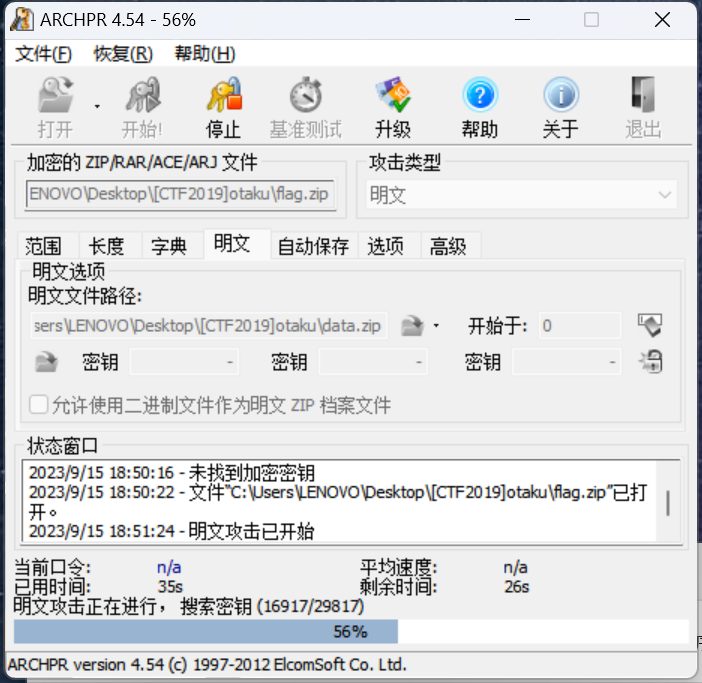 ARCHPR 4.54 - 56%
文件(F) 恢复(R) 帮助(H)
打开 开始! 停止 基准测试 升级 帮助 关于 退出
加密的 ZIP/RAR/ACE/ARJ 文件 攻击类型
ENOVO\Desktop\[CTF2019]otaku\flag.zip 明文
范围 长度 字典 明文 自动保存 选项 高级
明文选项
明文文件路径:
sers\LENOVO\Desktop\[CTF2019]otaku\data.zip 开始于: 0
密钥 - 密钥 - 密钥 -
允许使用二进制文件作为明文 ZIP 档案文件
状态窗口
2023/9/15 18:50:16 - 未找到加密密钥
2023/9/15 18:50:22 - 文件“C:\Users\LENOVO\Desktop\[CTF2019]otaku\flag.zip”已打
开。
2023/9/15 18:51:24 - 明文攻击已开始
当前口令: n/a 平均速度: n/a
已用时间: 35s 剩余时间: 26s
明文攻击正在进行， 搜索密钥 (16917/29817)
56%
ARCHPR version 4.54 (c) 1997-2012 ElcomSoft Co. Ltd.